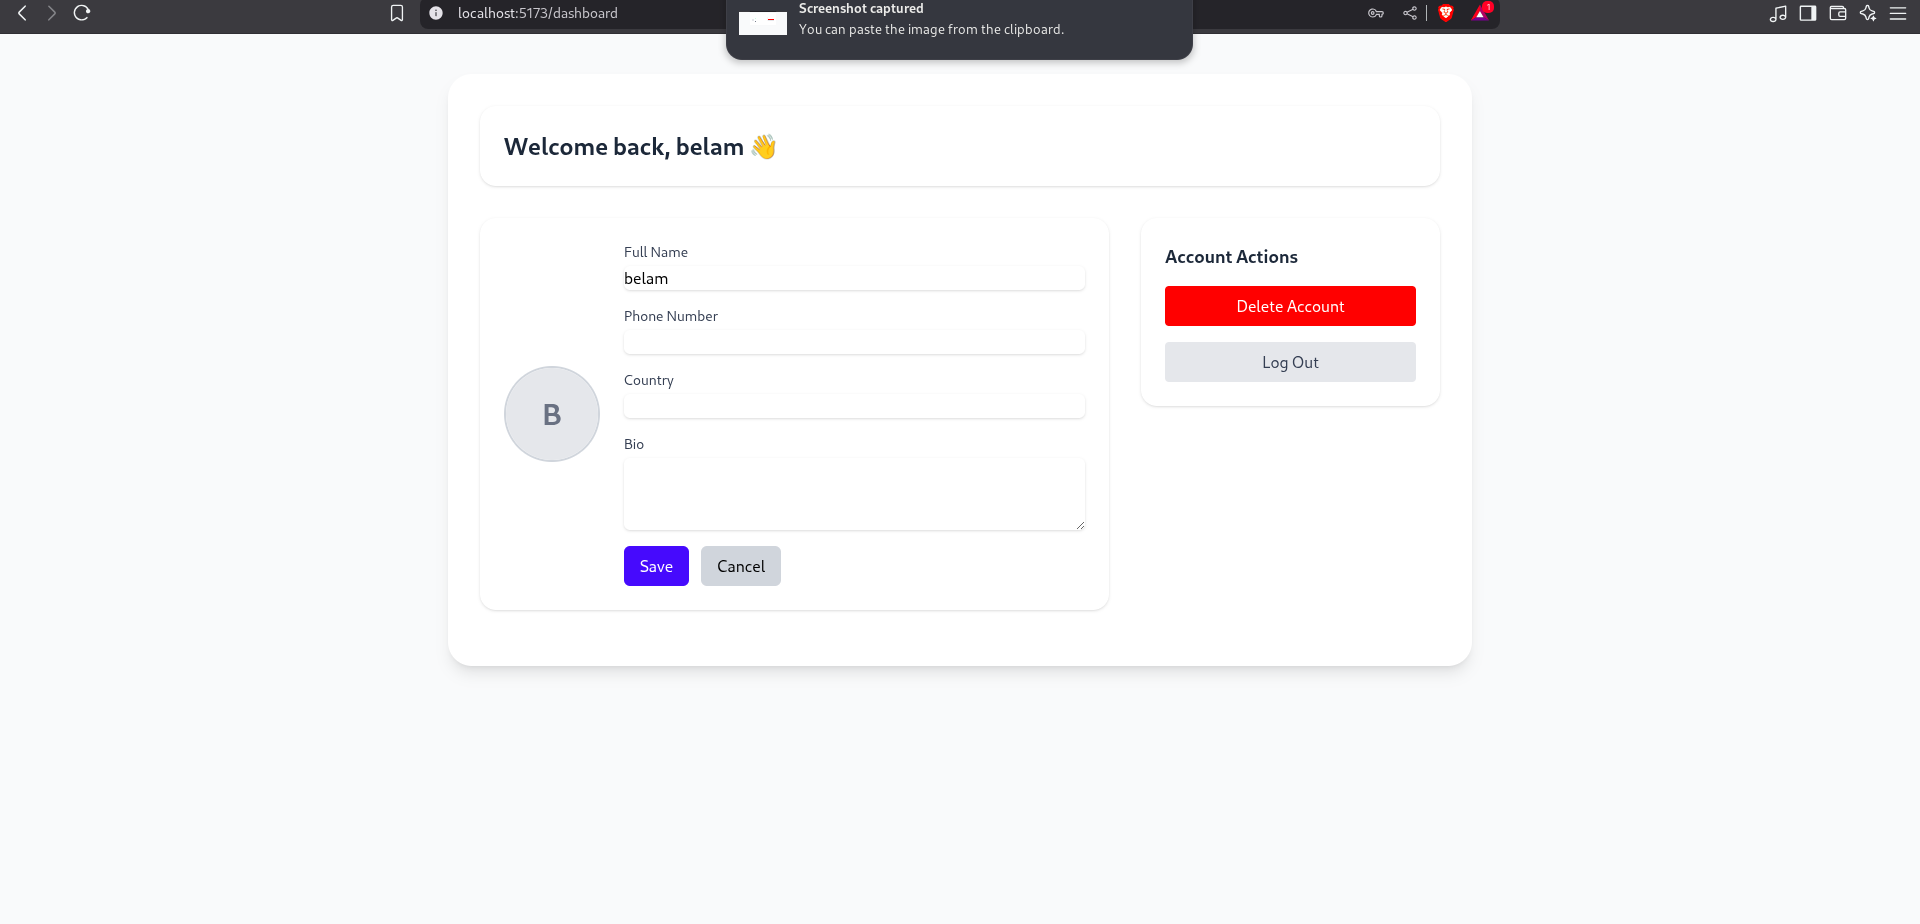 localhost:5173/dashboard
Screenshot captured
You can paste the image from the clipboard.
1
Welcome back, belam 👋
Full Name
belam
Phone Number
Country
Bio
B
Save
Cancel
Account Actions
Delete Account
Log Out